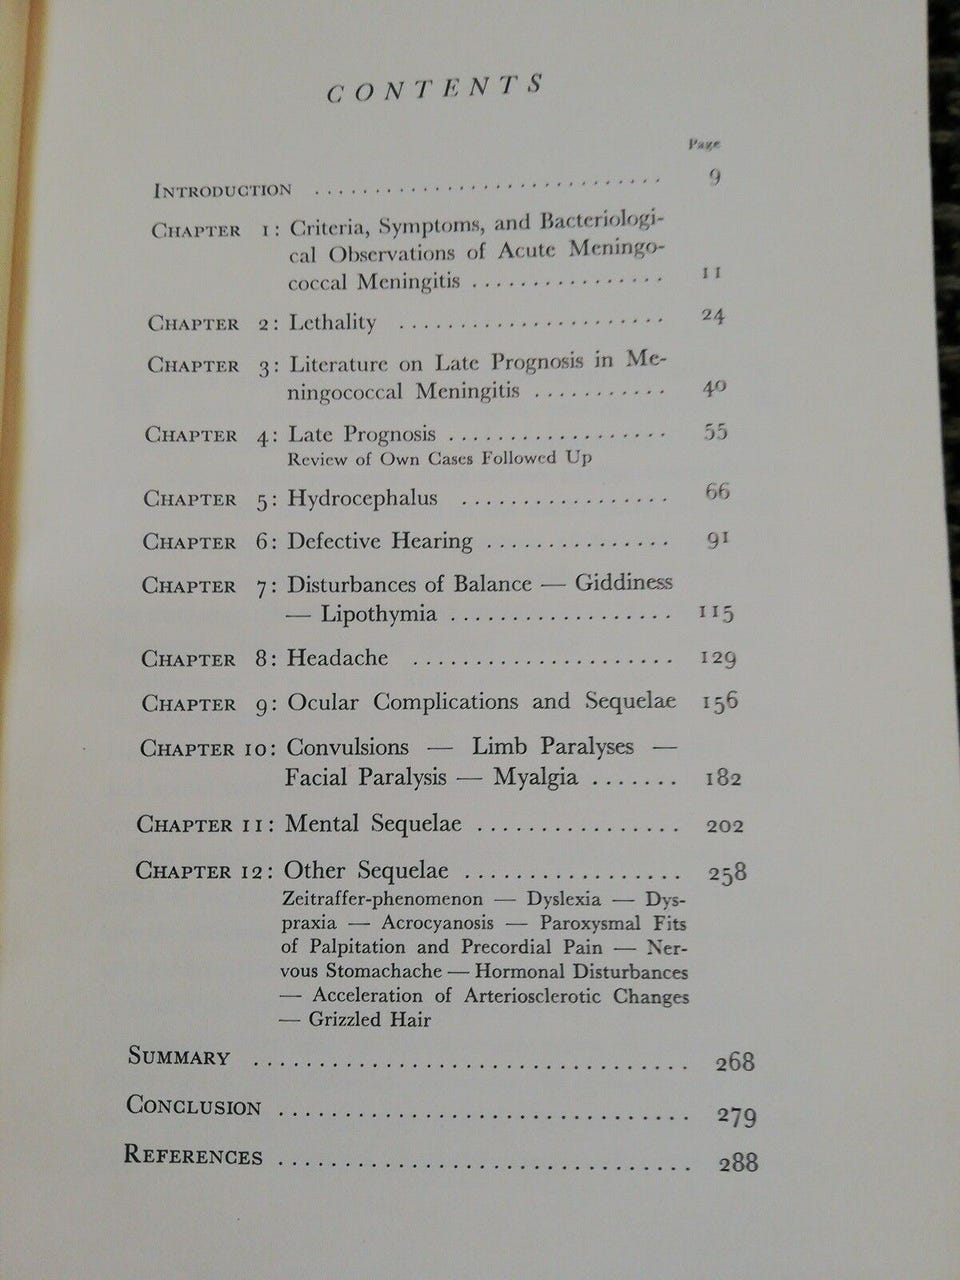 CONTENTS
Page
INTRODUCTION ............................ 9
CHAPTER 1: Criteria, Symptoms, and Bacteriologi-
cal Observations of Acute Meningo-
coccal Meningitis ................ 11
CHAPTER 2: Lethality ...................... 24
CHAPTER 3: Literature on Late Prognosis in Me-
ningococcal Meningitis ........... 40
CHAPTER 4: Late Prognosis .................. 55
Review of Own Cases Followed Up
CHAPTER 5: Hydrocephalus ................. 66
CHAPTER 6: Defective Hearing ............... 91
CHAPTER 7: Disturbances of Balance — Giddiness
— Lipothymia .................. 115
CHAPTER 8: Headache ..................... 129
CHAPTER 9: Ocular Complications and Sequelae 156
CHAPTER 10: Convulsions — Limb Paralyses —
Facial Paralysis — Myalgia ....... 182
CHAPTER 11: Mental Sequelae ................ 202
CHAPTER 12: Other Sequelae ................. 258
Zeitraffer-phenomenon — Dyslexia — Dys-
praxia — Acrocyanosis — Paroxysmal Fits
of Palpitation and Precordial Pain — Ner-
vous Stomachache — Hormonal Disturbances
— Acceleration of Arteriosclerotic Changes
— Grizzled Hair
SUMMARY ................................. 268
CONCLUSION ............................... 279
REFERENCES ................................ 288